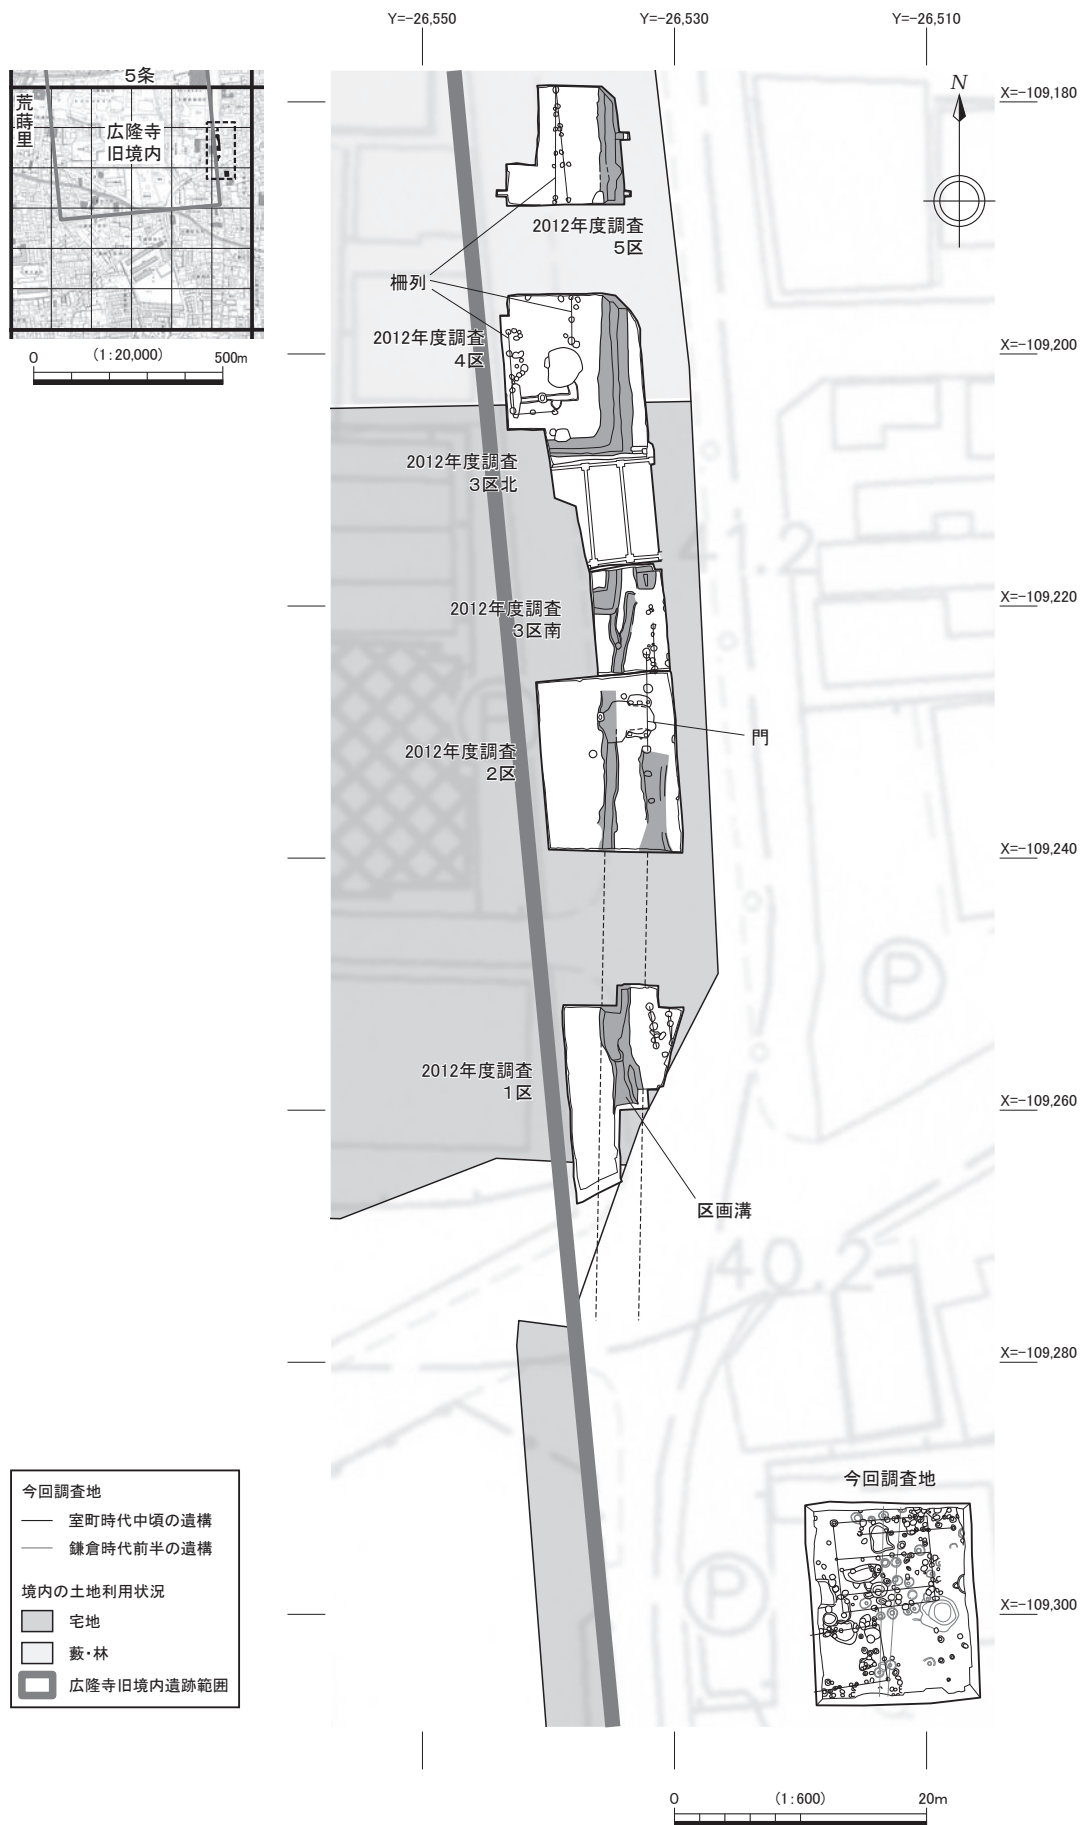 Y=-26,550
Y=-26,530
Y=-26,510
5条
荒蒔里
広隆寺
旧境内
0
(1:20,000)
500m
N
X=-109,180
2012年度調査
5区
柵列
2012年度調査
4区
X=-109,200
2012年度調査
3区北
41.2
2012年度調査
3区南
X=-109,220
門
2012年度調査
2区
X=-109,240
P
2012年度調査
1区
X=-109,260
区画溝
40.2
X=-109,280
今回調査地
P
X=-109,300
今回調査地
室町時代中頃の遺構
鎌倉時代前半の遺構
境内の土地利用状況
宅地
藪・林
広隆寺旧境内遺跡範囲
0
(1:600)
20m